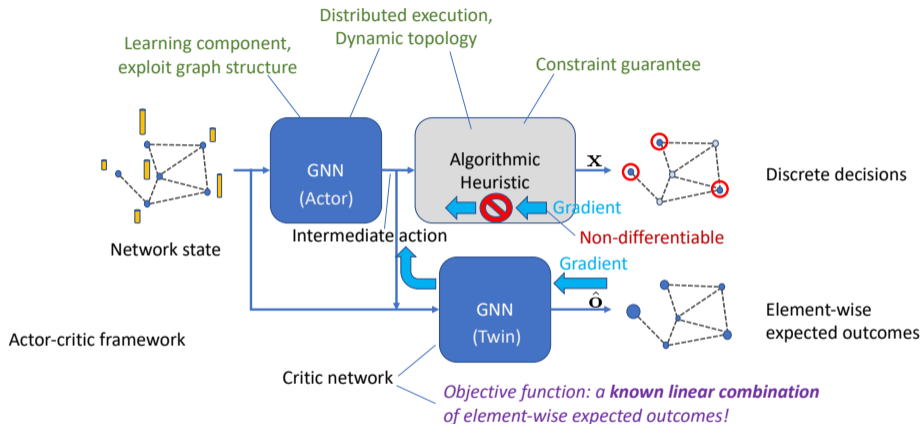 Distributed execution,
Dynamic topology
Learning component,
exploit graph structure
Constraint guarantee
GNN
(Actor)
Algorithmic
Heuristic
X
Discrete decisions
Gradient
Network state
Intermediate action
Non-differentiable
Gradient
GNN
(Twin)
ô
Element-wise
expected outcomes
Actor-critic framework
Critic network
Objective function: a known linear combination
of element-wise expected outcomes!